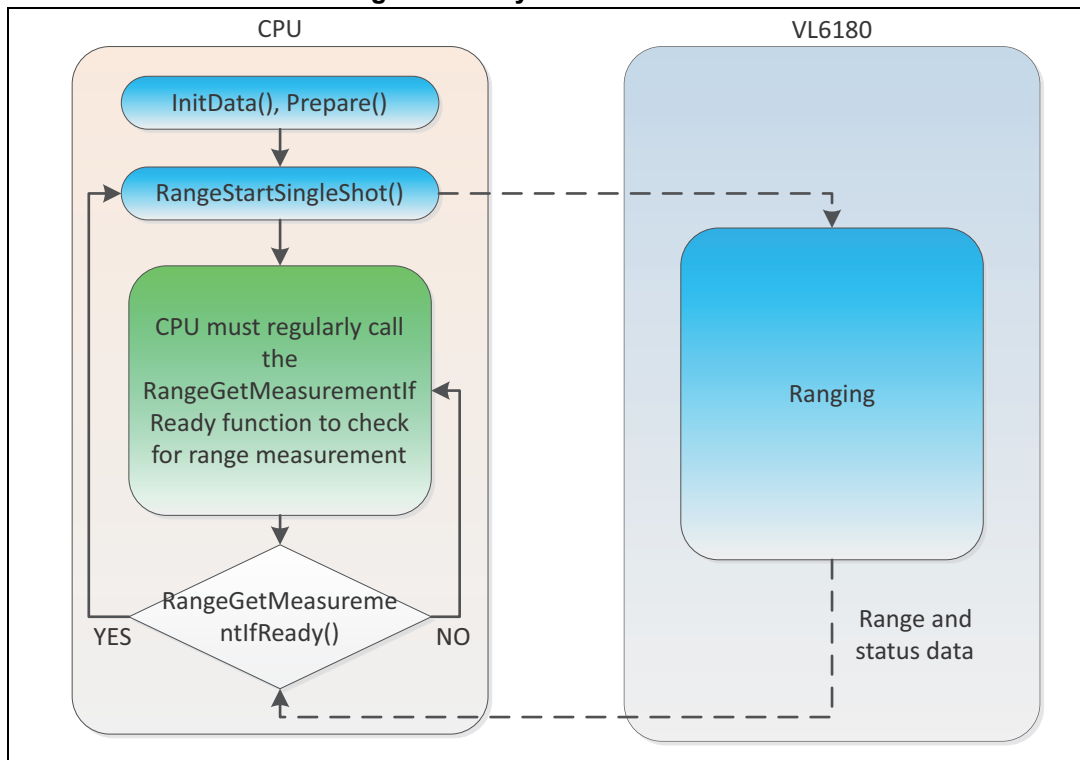 CPU
VL6180
InitData(), Prepare()
RangeStartSingleShot()
CPU must regularly call
the
RangeGetMeasurementIf
Ready function to check
for range measurement
Ranging
RangeGetMeasureme
ntIfReady()
YES
NO
Range and
status data